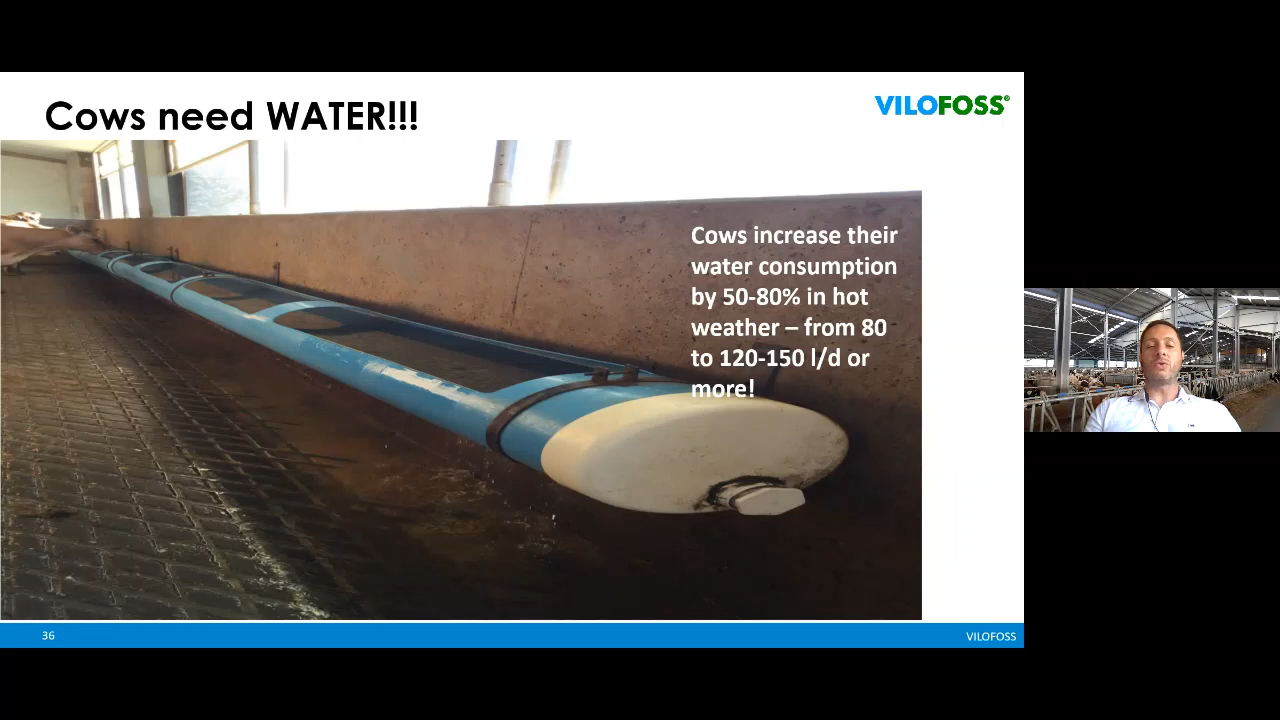 Cows need WATER!!!
VILOFOSS®
Cows increase their
water consumption
by 50-80% in hot
weather – from 80
to 120-150 l/d or
more!
36
VILOFOSS